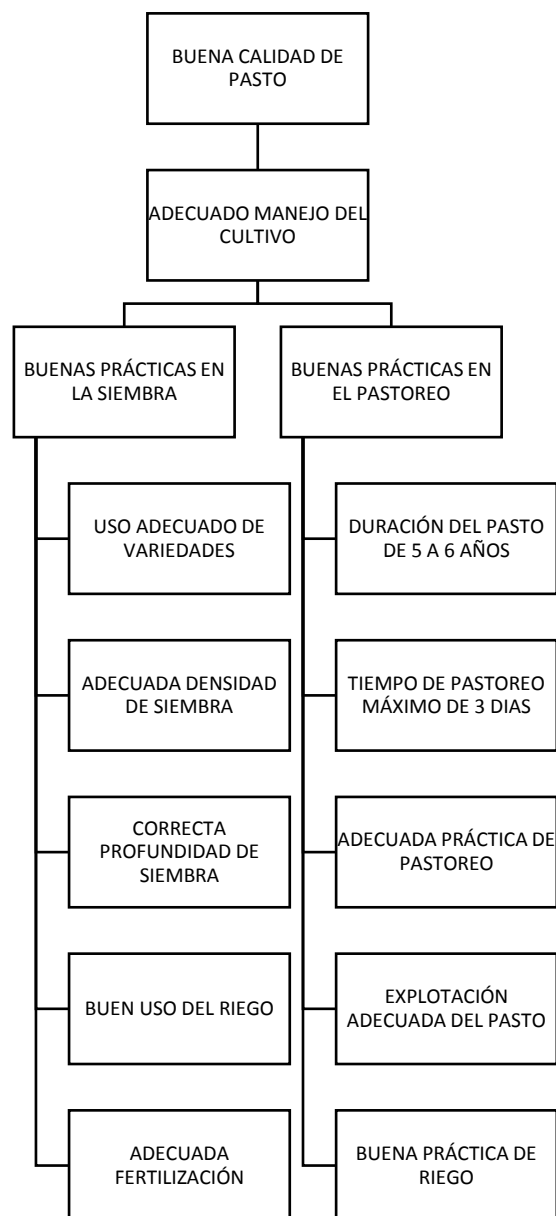 BUENA CALIDAD DE
PASTO
ADECUADO MANEJO DEL
CULTIVO
BUENAS PRÁCTICAS EN
LA SIEMBRA
BUENAS PRÁCTICAS EN
EL PASTOREO
USO ADECUADO DE
VARIEDADES
DURACIÓN DEL PASTO
DE 5 A 6 AÑOS
ADECUADA DENSIDAD
DE SIEMBRA
TIEMPO DE PASTOREO
MÁXIMO DE 3 DIAS
CORRECTA
PROFUNDIDAD DE
SIEMBRA
ADECUADA PRÁCTICA DE
PASTOREO
BUEN USO DEL RIEGO
EXPLOTACIÓN
ADECUADA DEL PASTO
ADECUADA
FERTILIZACIÓN
BUENA PRÁCTICA DE
RIEGO